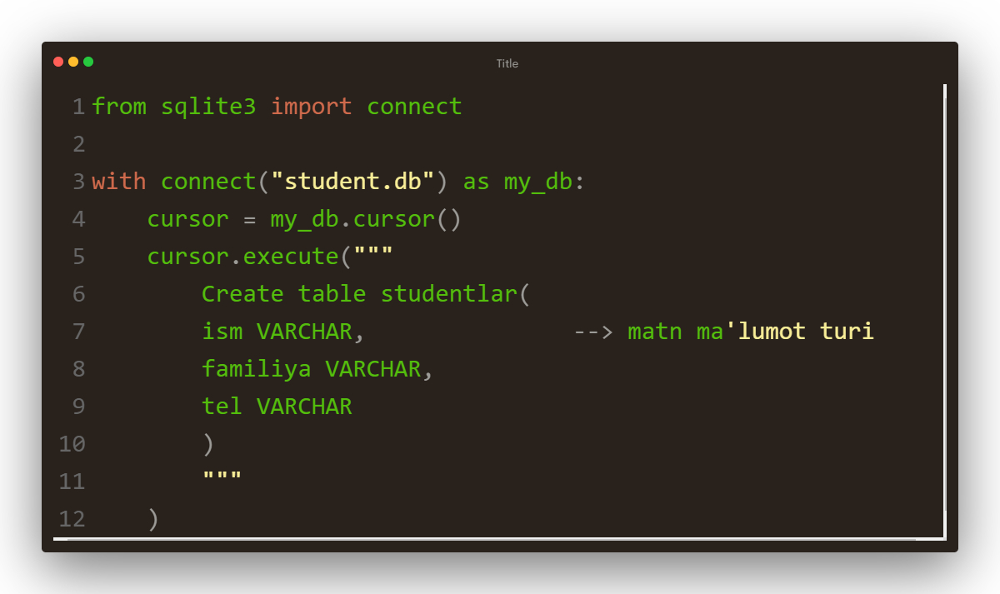 Title
1 from sqlite3 import connect
2
3 with connect("student.db") as my_db:
4     cursor = my_db.cursor()
5     cursor.execute("""
6         Create table studentlar(
7         ism VARCHAR,               --> matn ma'lumot turi
8         familiya VARCHAR,
9         tel VARCHAR
10         )
11         """
12     )